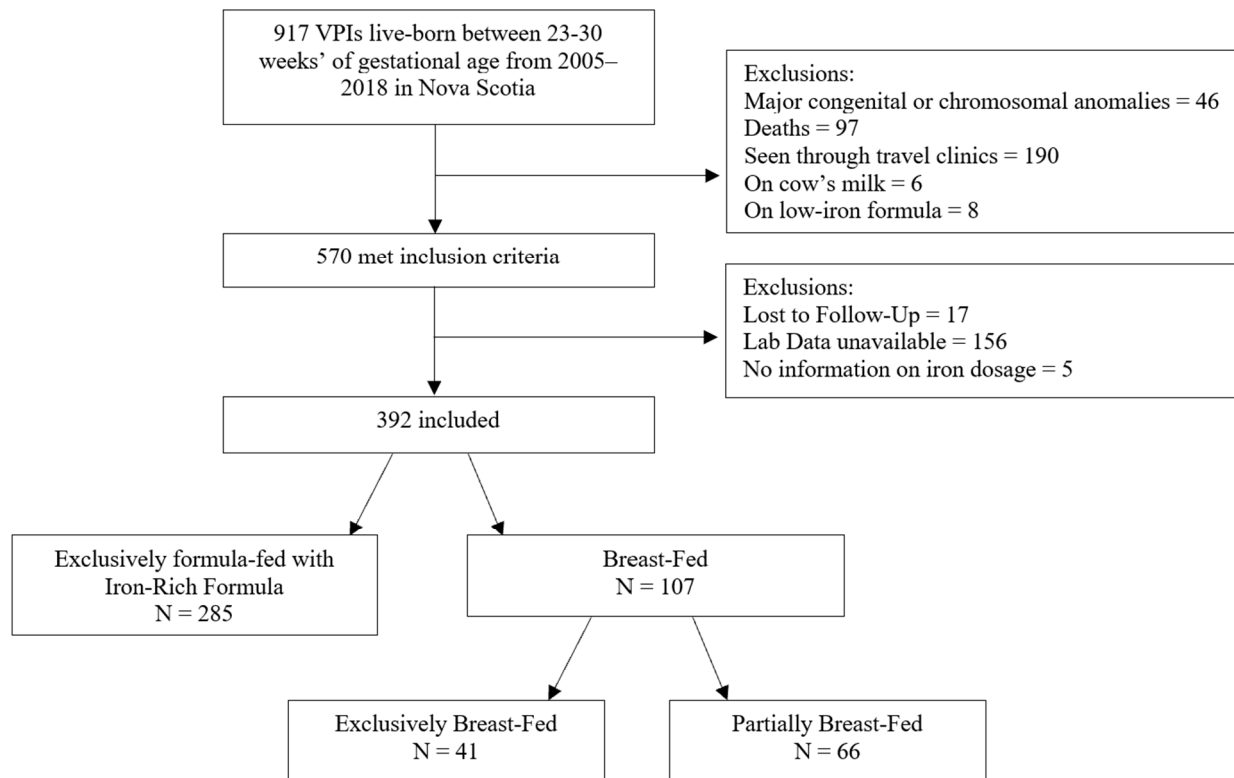 917 VPIs live-born between 23-30
weeks’ of gestational age from 2005–
2018 in Nova Scotia
Exclusions:
Major congenital or chromosomal anomalies = 46
Deaths = 97
Seen through travel clinics = 190
On cow’s milk = 6
On low-iron formula = 8
570 met inclusion criteria
Exclusions:
Lost to Follow-Up = 17
Lab Data unavailable = 156
No information on iron dosage = 5
392 included
Exclusively formula-fed with
Iron-Rich Formula
N = 285
Breast-Fed
N = 107
Exclusively Breast-Fed
N = 41
Partially Breast-Fed
N = 66